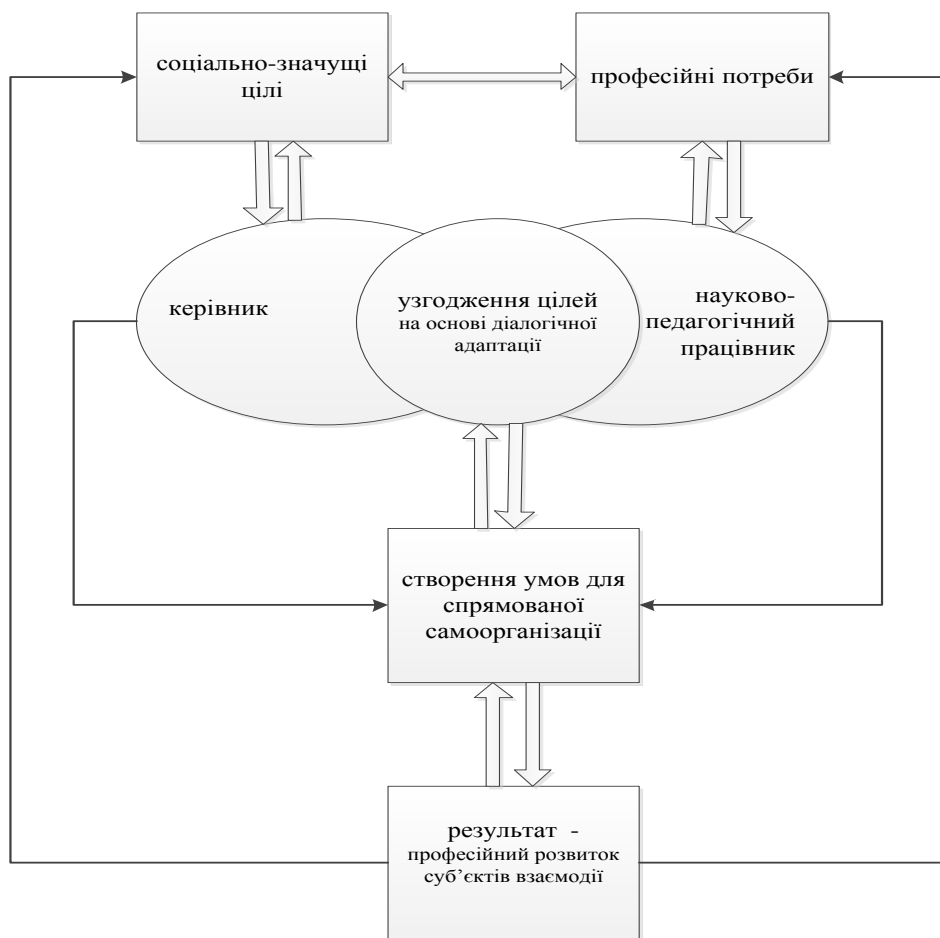 соціально-значущі
цілі
професійні потреби
керівник
узгодження цілей
на основі діалогічної
адаптації
науково-
педагогічний
працівник
створення умов для
спрямованої
самоорганізації
результат -
професійний розвиток
суб’єктів взаємодії